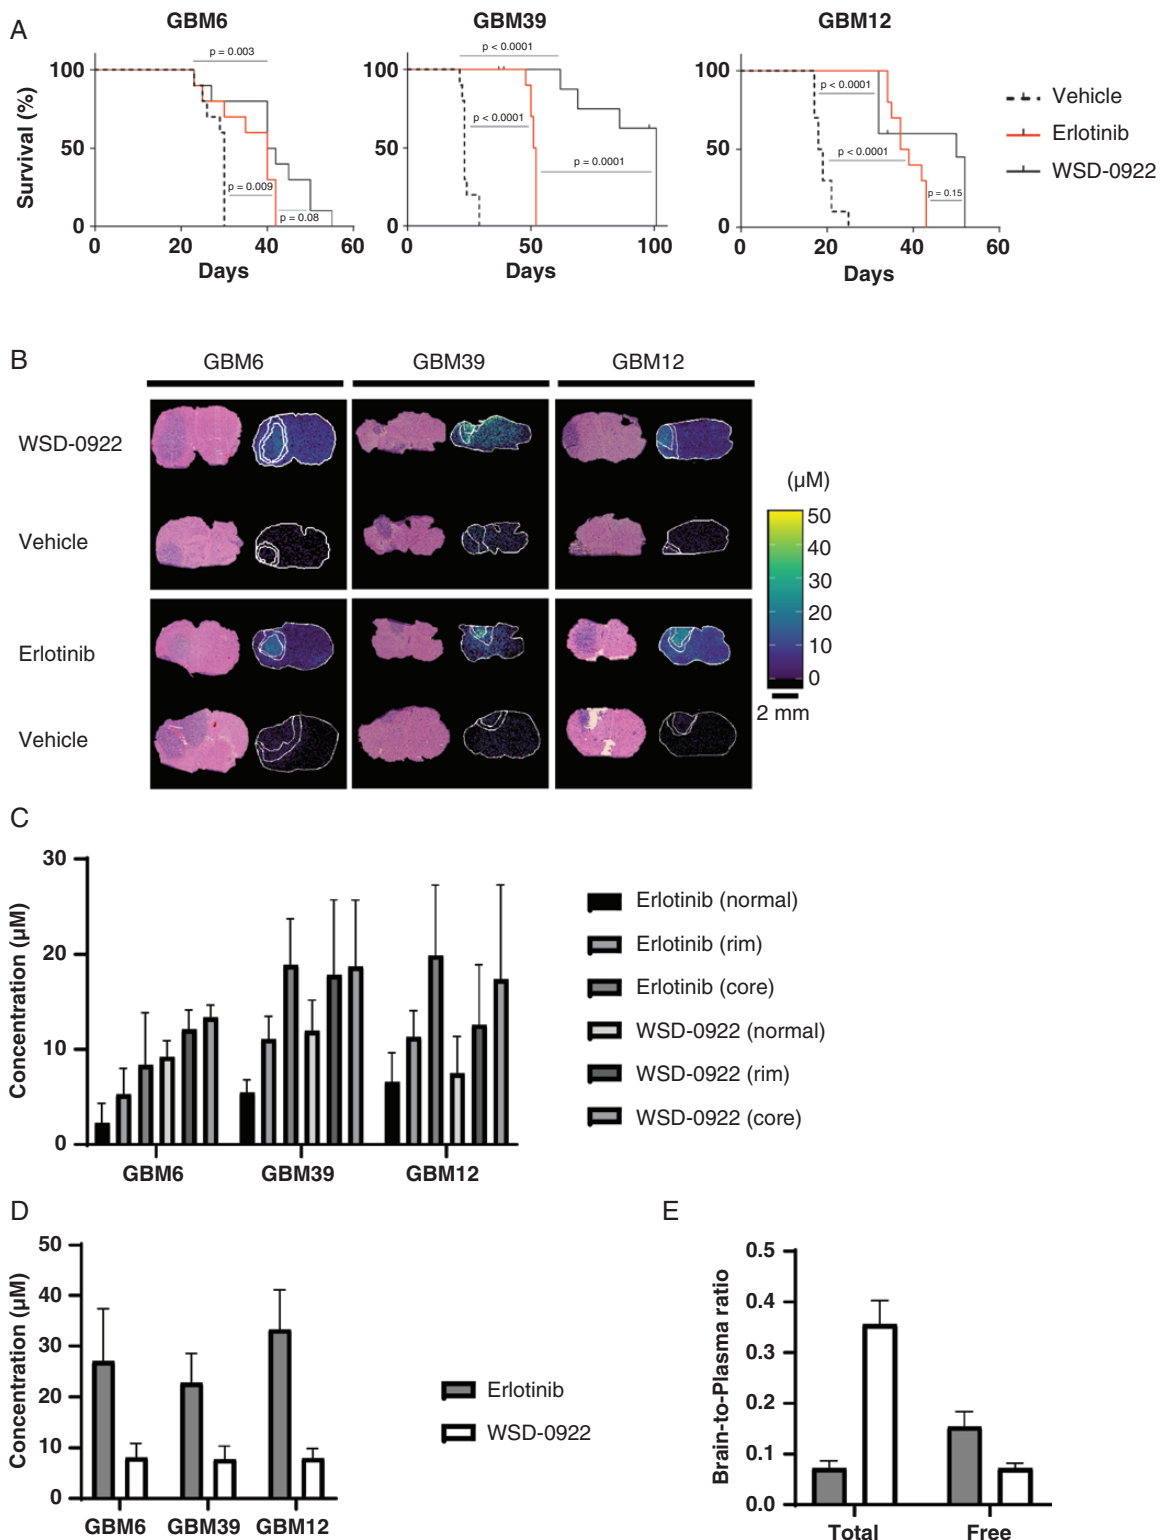 A
GBM6
GBM39
GBM12
Survival (%)
100
50
0
p = 0.003
p = 0.009
p = 0.08
0 20 40 60
Days
100
50
0
p < 0.0001
p < 0.0001
p = 0.0001
0 50 100
Days
100
50
0
p < 0.0001
p < 0.0001
p = 0.15
0 20 40 60
Days
Vehicle
Erlotinib
WSD-0922
B
GBM6
GBM39
GBM12
WSD-0922
Vehicle
Erlotinib
Vehicle
(μM)
50
40
30
20
10
0
2 mm
C
Concentration (μM)
30
20
10
0
GBM6
GBM39
GBM12
Erlotinib (normal)
Erlotinib (rim)
Erlotinib (core)
WSD-0922 (normal)
WSD-0922 (rim)
WSD-0922 (core)
D
Concentration (μM)
50
40
30
20
10
0
GBM6
GBM39
GBM12
Erlotinib
WSD-0922
E
Brain-to-Plasma ratio
0.5
0.4
0.3
0.2
0.1
0.0
Total
Free